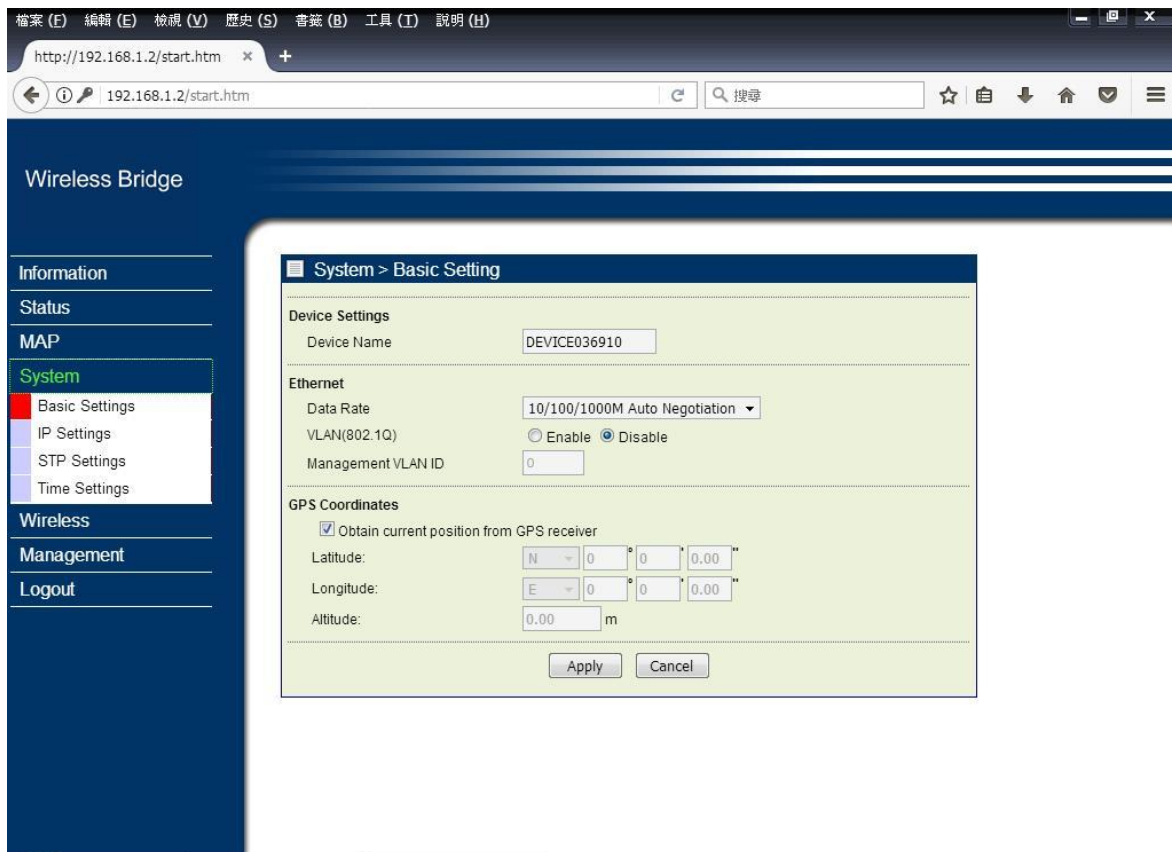 檔案 (F) 編輯 (E) 檢視 (V) 歷史 (S) 書籤 (B) 工具 (T) 說明 (H)
http://192.168.1.2/start.htm × +
192.168.1.2/start.htm
搜尋
Wireless Bridge
Information
Status
MAP
System
Basic Settings
IP Settings
STP Settings
Time Settings
Wireless
Management
Logout
System > Basic Setting
Device Settings
Device Name DEVICE036910
Ethernet
Data Rate 10/100/1000M Auto Negotiation
VLAN(802.1Q) Enable Disable
Management VLAN ID 0
GPS Coordinates
Obtain current position from GPS receiver
Latitude: N 0 ° 0 ' 0.00 "
Longitude: E 0 ° 0 ' 0.00 "
Altitude: 0.00 m
Apply Cancel